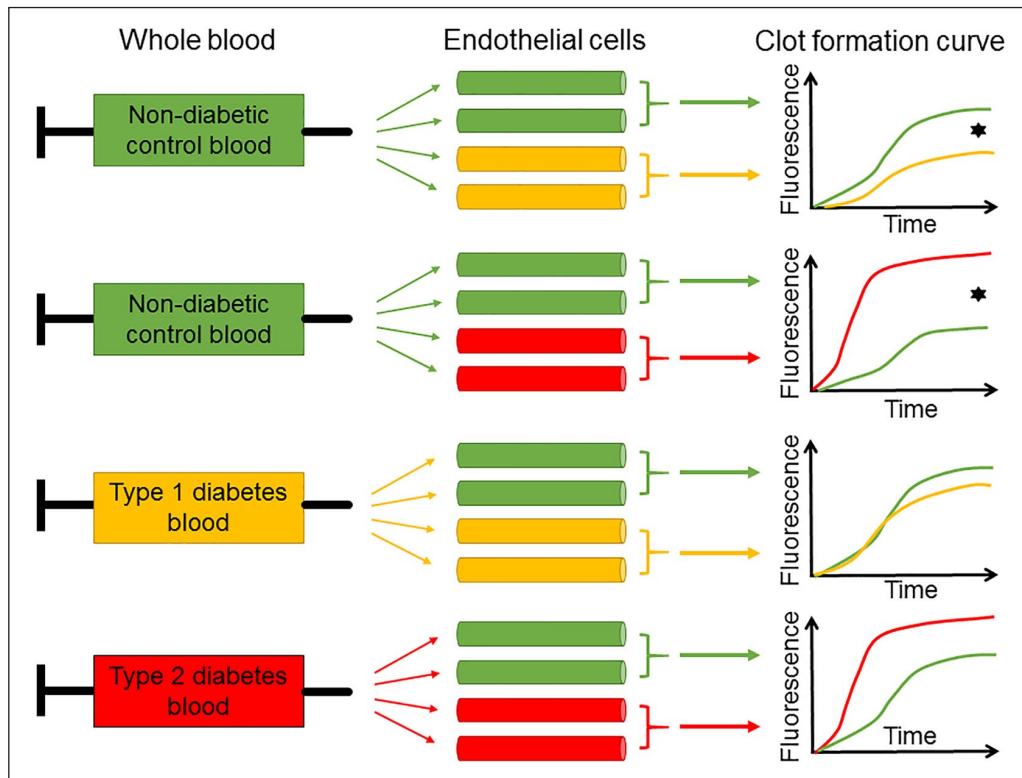 Whole blood
Endothelial cells
Clot formation curve
Non-diabetic
control blood
Fluorescence
Time
Non-diabetic
control blood
Fluorescence
Time
Type 1 diabetes
blood
Fluorescence
Time
Type 2 diabetes
blood
Fluorescence
Time